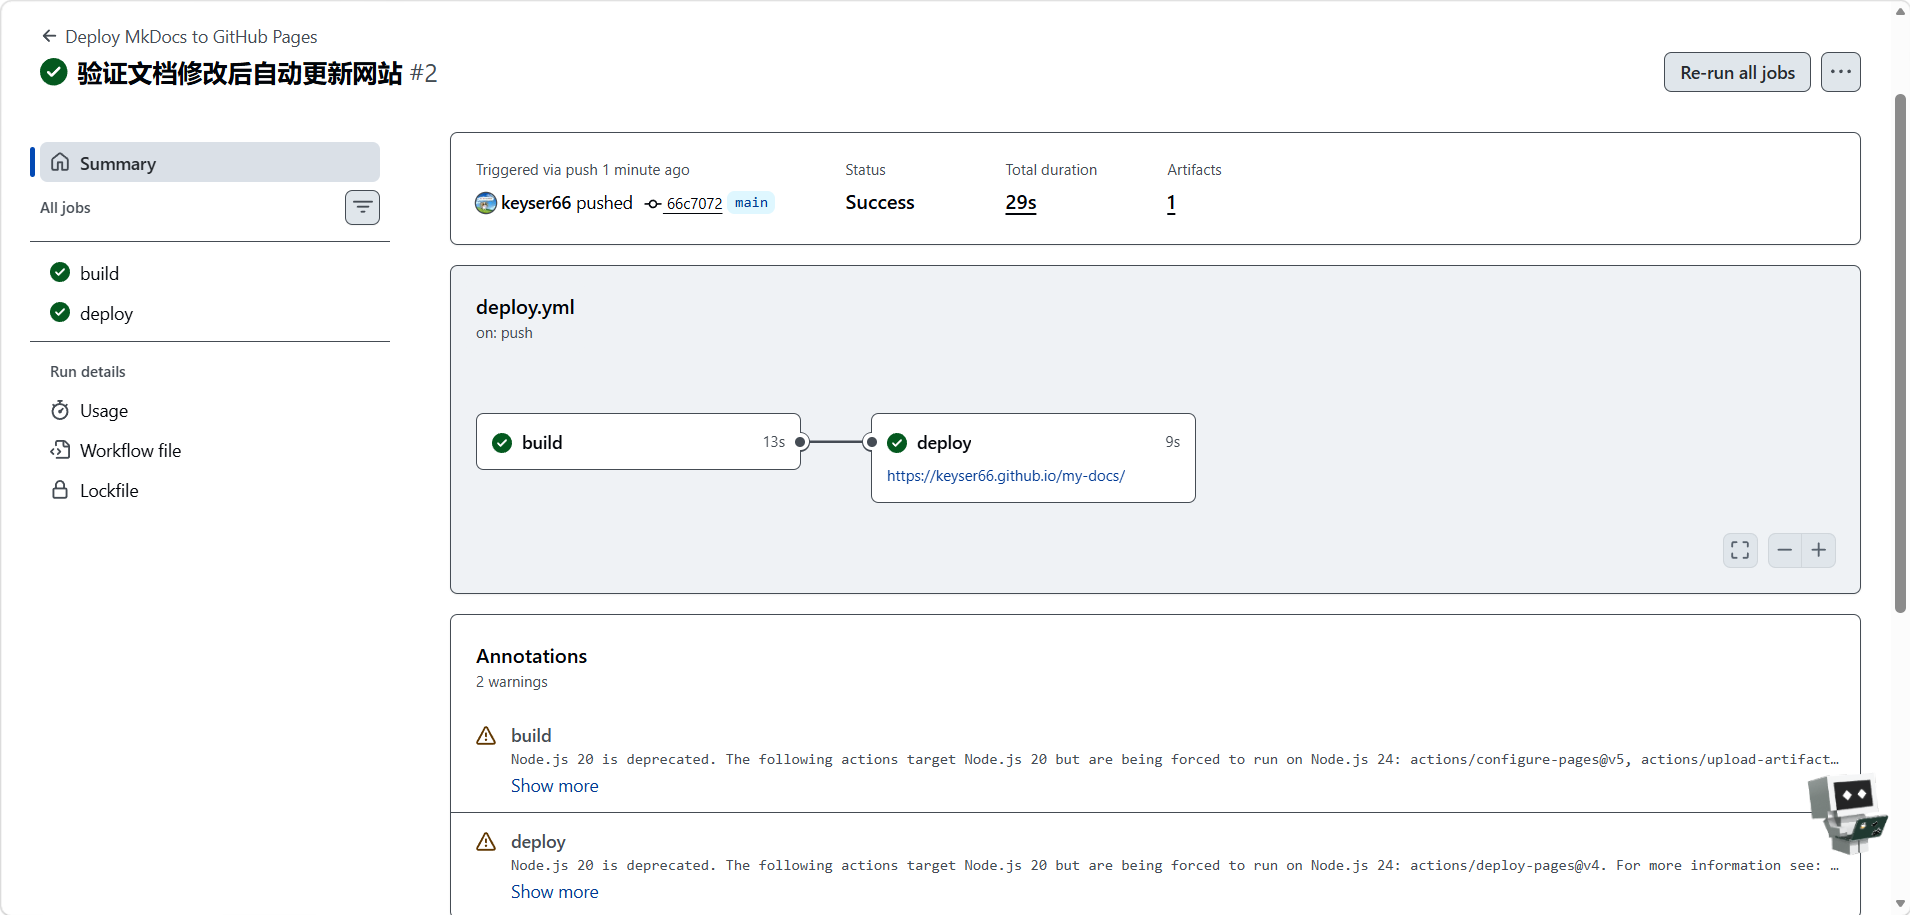 Deploy MkDocs to GitHub Pages
验证文档修改后自动更新网站 #2
Re-run all jobs
Summary
All jobs
build
deploy
Run details
Usage
Workflow file
Lockfile
Triggered via push 1 minute ago
keyser66 pushed 66c7072 main
Status
Success
Total duration
29s
Artifacts
1
deploy.yml
on: push
build 13s
deploy 9s
https://keyser66.github.io/my-docs/
Annotations
2 warnings
build
Node.js 20 is deprecated. The following actions target Node.js 20 but are being forced to run on Node.js 24: actions/configure-pages@v5, actions/upload-artifact…
Show more
deploy
Node.js 20 is deprecated. The following actions target Node.js 20 but are being forced to run on Node.js 24: actions/deploy-pages@v4. For more information see: …
Show more